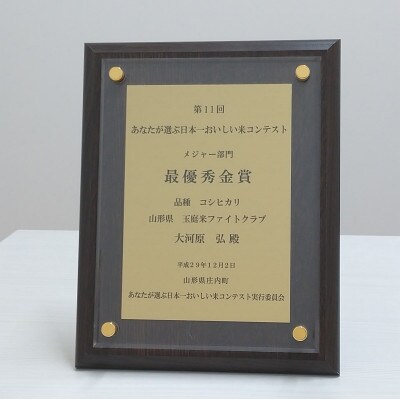 第11回
あなたが選ぶ日本一おいしい米コンテスト
メジャー部門
最優秀金賞
品種　コシヒカリ
山形県　玉庭米ファイトクラブ
大河原　弘 殿
平成29年12月2日
山形県庄内町
あなたが選ぶ日本一おいしい米コンテスト実行委員会